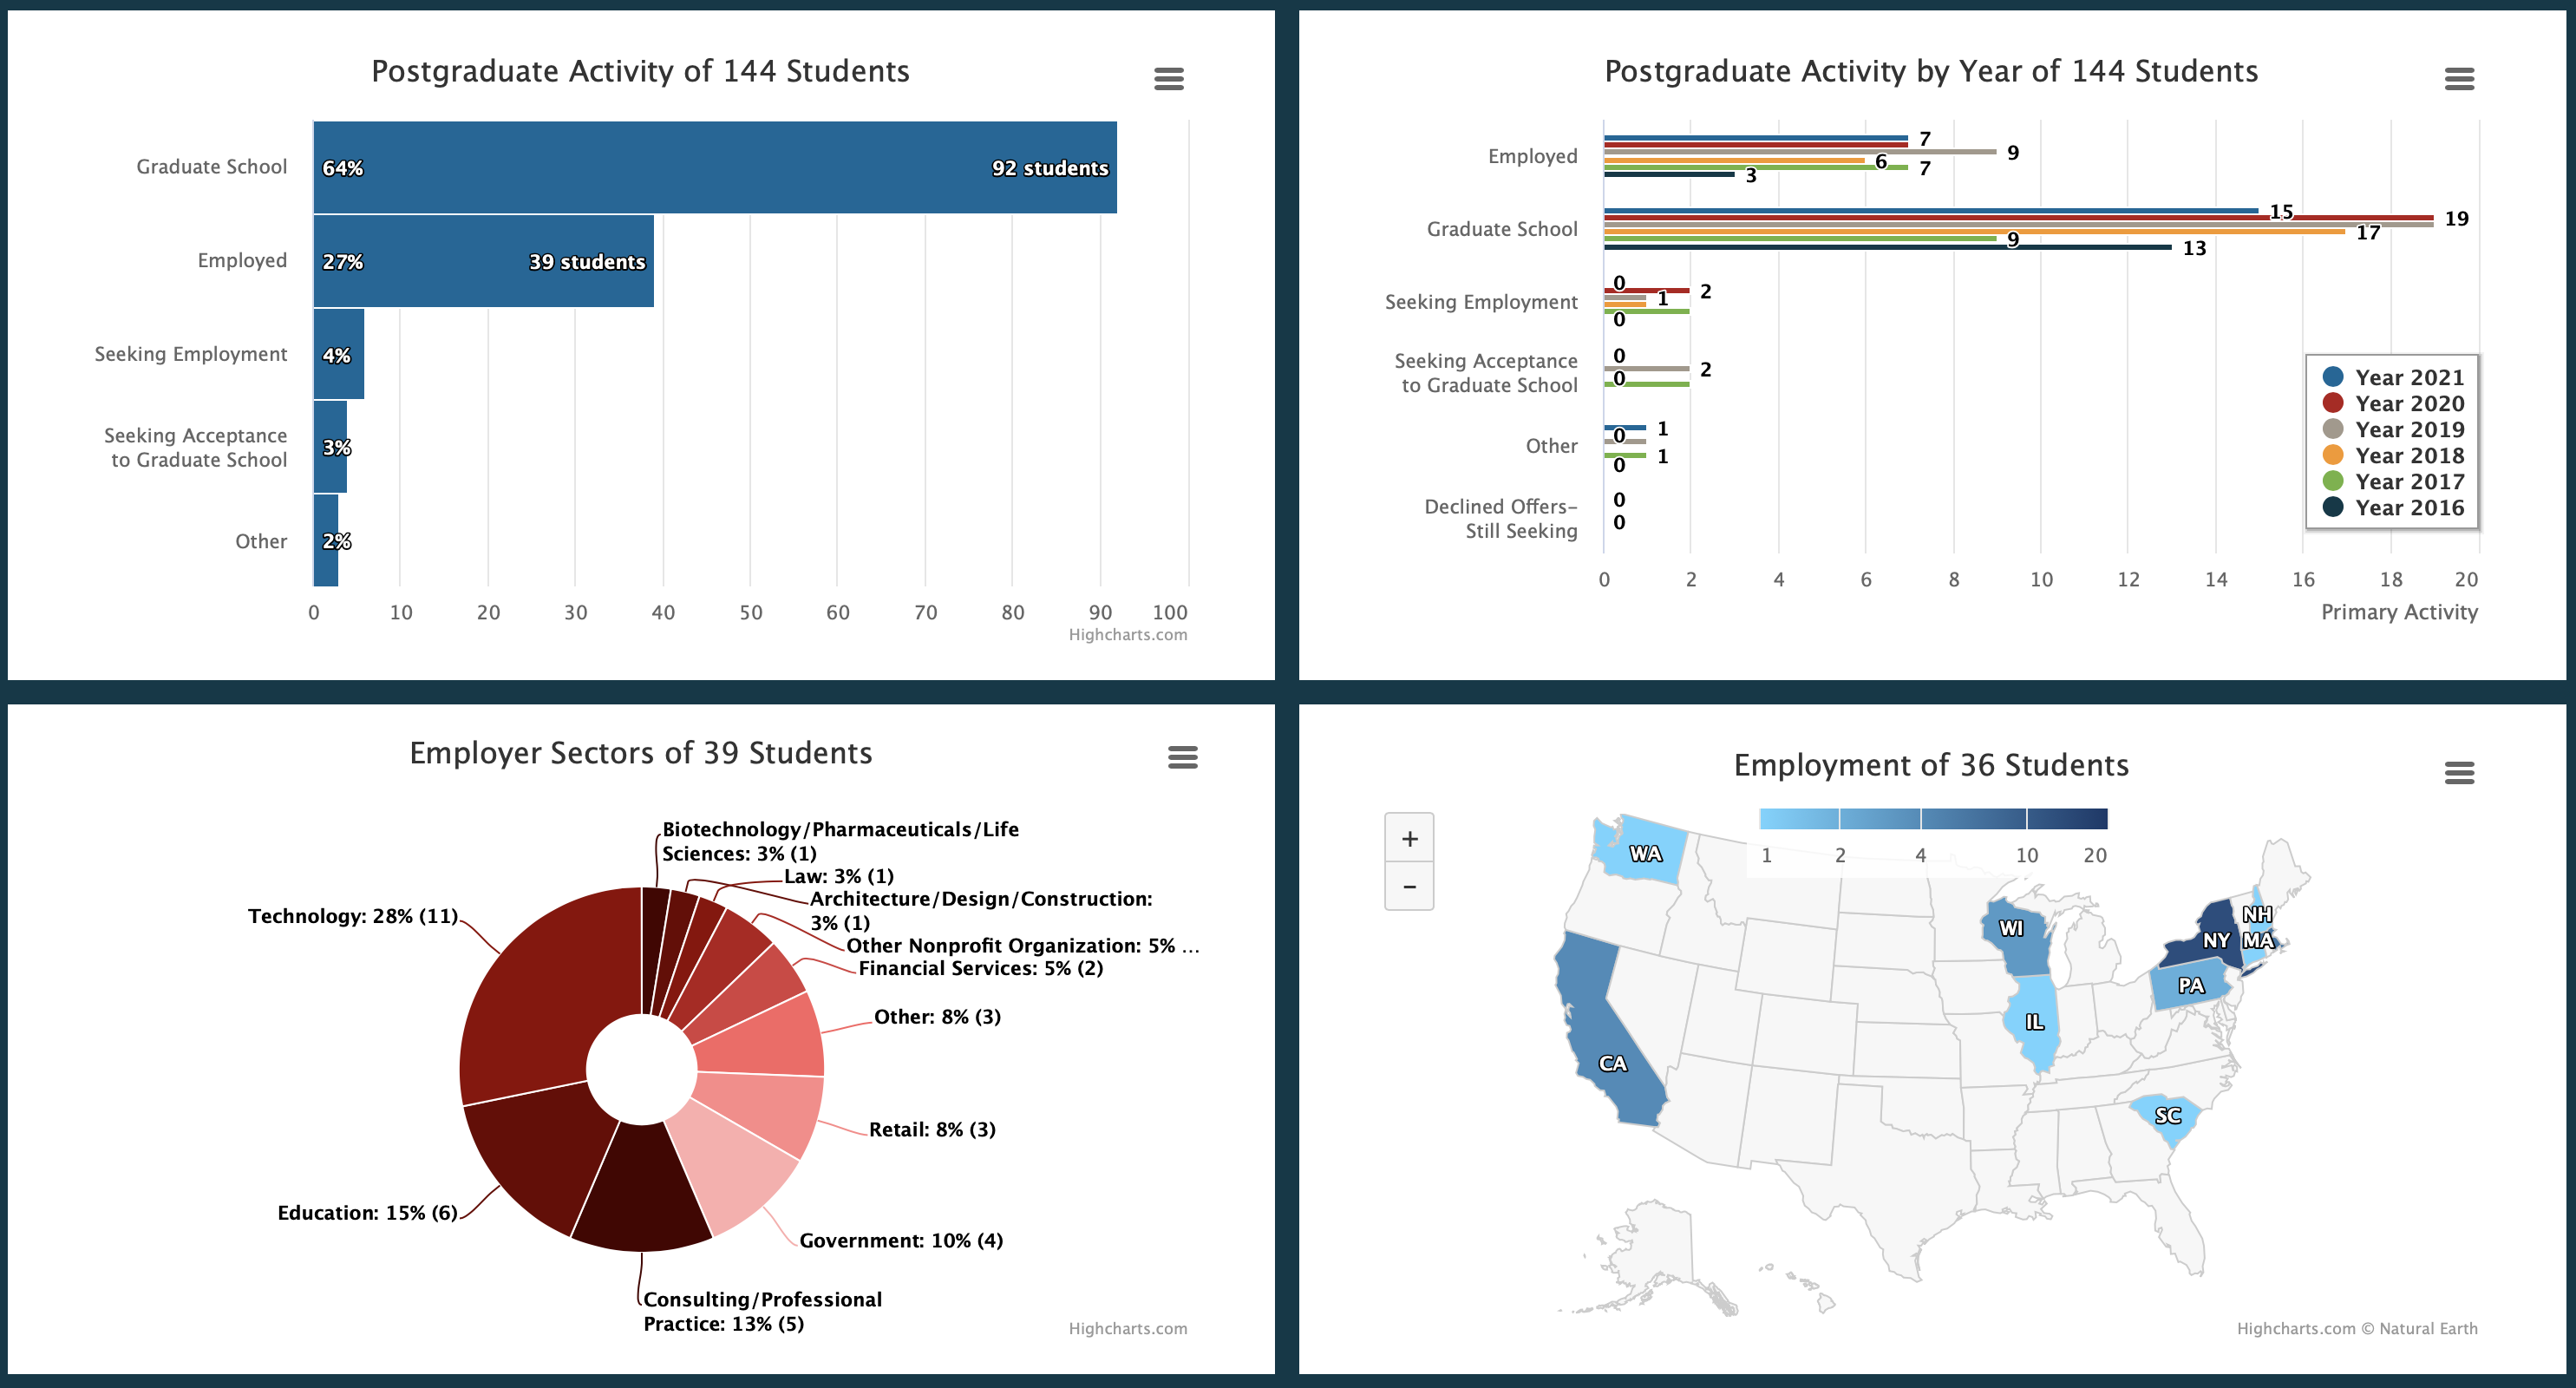 Postgraduate Activity of 144 Students
Graduate School
64%
92 students
Employed
27%
39 students
Seeking Employment
4%
Seeking Acceptance
to Graduate School
3%
Other
2%
0 10 20 30 40 50 60 70 80 90 100
Highcharts.com
Postgraduate Activity by Year of 144 Students
Employed
7
9
6
7
3
Graduate School
15
19
17
9
13
Seeking Employment
0
2
1
0
Seeking Acceptance
to Graduate School
0
2
0
Other
1
0
1
0
Declined Offers-
Still Seeking
0
0
Year 2021
Year 2020
Year 2019
Year 2018
Year 2017
Year 2016
0 2 4 6 8 10 12 14 16 18 20
Primary Activity
Employer Sectors of 39 Students
Biotechnology/Pharmaceuticals/Life
Sciences: 3% (1)
Law: 3% (1)
Architecture/Design/Construction:
3% (1)
Other Nonprofit Organization: 5% ...
Financial Services: 5% (2)
Other: 8% (3)
Retail: 8% (3)
Government: 10% (4)
Consulting/Professional
Practice: 13% (5)
Education: 15% (6)
Technology: 28% (11)
Highcharts.com
Employment of 36 Students
+
−
1 2 4 10 20
WA
WI
NH
NY
MA
PA
IL
CA
SC
Highcharts.com © Natural Earth